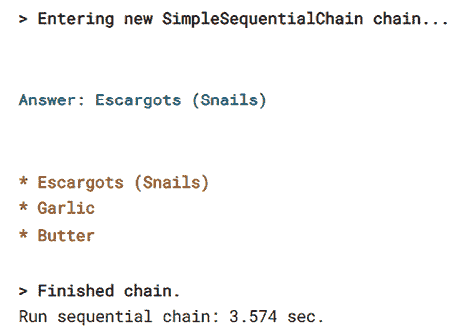 > Entering new SimpleSequentialChain chain...
Answer: Escargots (Snails)
* Escargots (Snails)
* Garlic
* Butter
> Finished chain.
Run sequential chain: 3.574 sec.